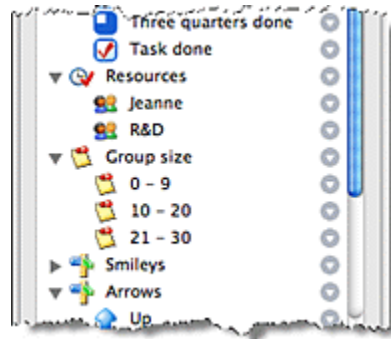 Three quarters done
Task done
Resources
Jeanne
R&D
Group size
0 – 9
10 – 20
21 – 30
Smileys
Arrows
Up